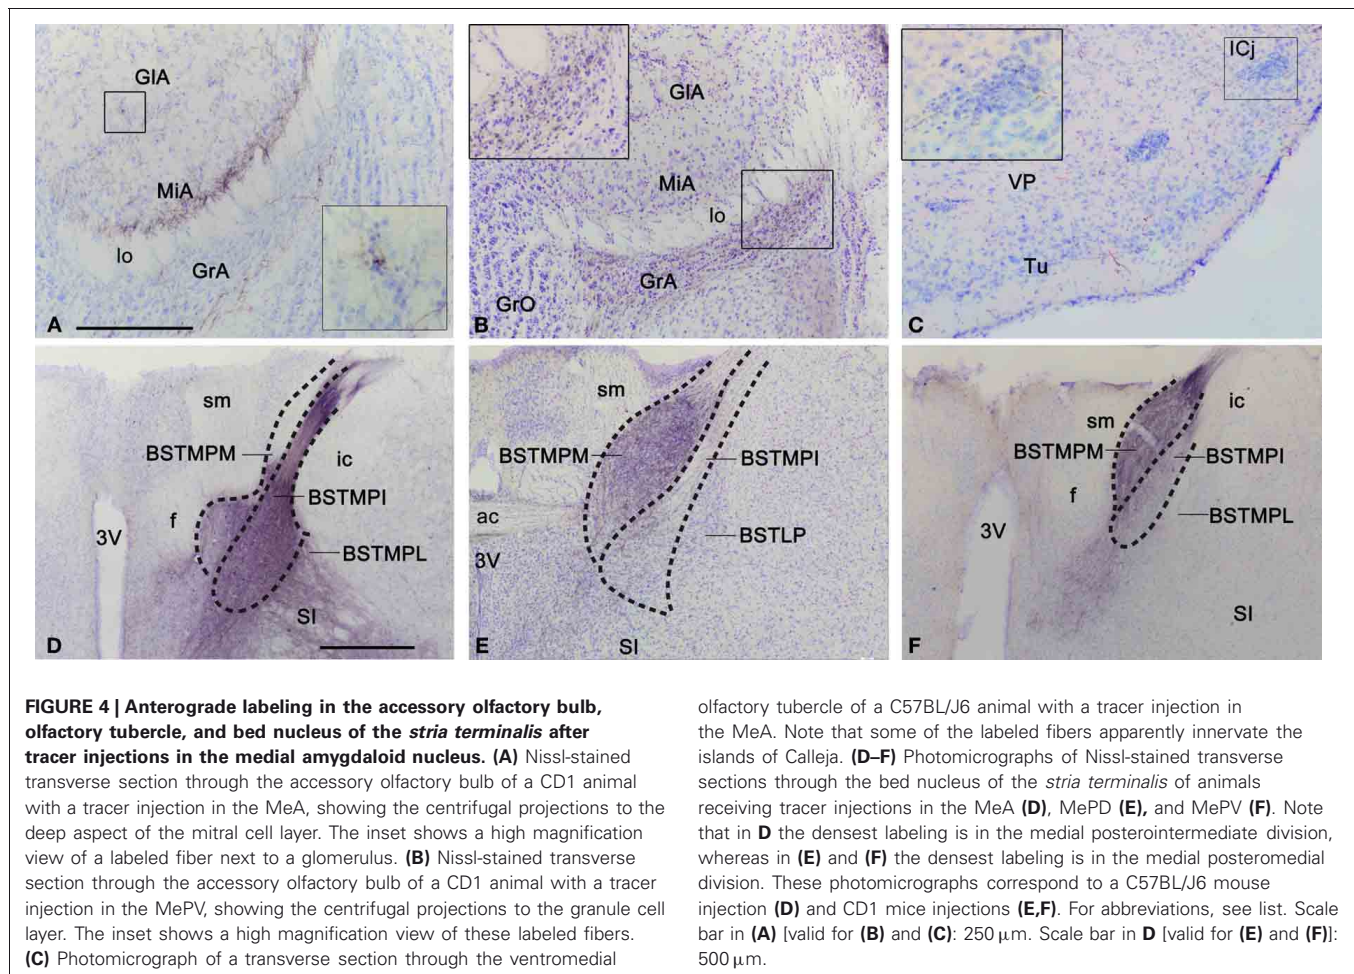 GlA
MiA
lo
GrA
A
GlA
MiA
lo
GrA
GrO
B
ICj
VP
Tu
C
sm
BSTMPM
ic
BSTMPI
f
3V
BSTMPL
SI
D
sm
BSTMPM
BSTMPI
ac
BSTLP
3V
E
SI
ic
sm
BSTMPM
BSTMPI
f
BSTMPL
3V
SI
F
FIGURE 4 | Anterograde labeling in the accessory olfactory bulb,
olfactory tubercle, and bed nucleus of the stria terminalis after
tracer injections in the medial amygdaloid nucleus. (A) Nissl-stained
transverse section through the accessory olfactory bulb of a CD1 animal
with a tracer injection in the MeA, showing the centrifugal projections to the
deep aspect of the mitral cell layer. The inset shows a high magnification
view of a labeled fiber next to a glomerulus. (B) Nissl-stained transverse
section through the accessory olfactory bulb of a CD1 animal with a tracer
injection in the MePV, showing the centrifugal projections to the granule cell
layer. The inset shows a high magnification view of these labeled fibers.
(C) Photomicrograph of a transverse section through the ventromedial
olfactory tubercle of a C57BL/J6 animal with a tracer injection in
the MeA. Note that some of the labeled fibers apparently innervate the
islands of Calleja. (D–F) Photomicrographs of Nissl-stained transverse
sections through the bed nucleus of the stria terminalis of animals
receiving tracer injections in the MeA (D), MePD (E), and MePV (F). Note
that in D the densest labeling is in the medial posterointermediate division,
whereas in (E) and (F) the densest labeling is in the medial posteromedial
division. These photomicrographs correspond to a C57BL/J6 mouse
injection (D) and CD1 mice injections (E,F). For abbreviations, see list. Scale
bar in (A) [valid for (B) and (C): 250 μm. Scale bar in D [valid for (E) and (F)]:
500 μm.